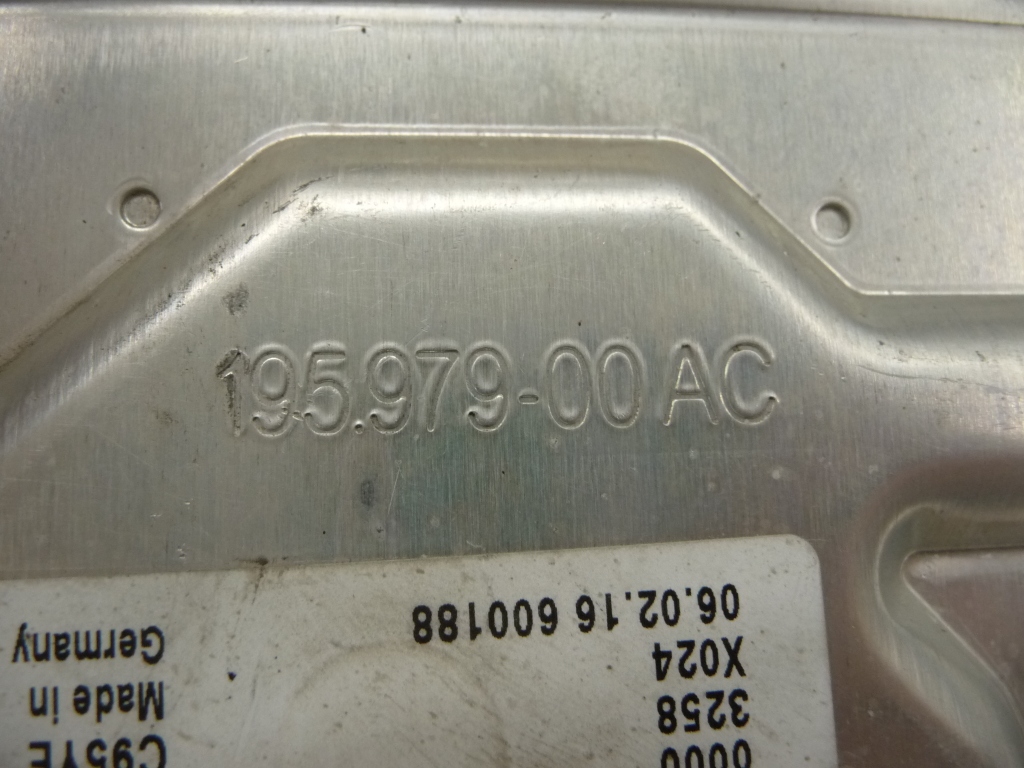 195.979-00 AC
0000
3258
X024
06.02.16 600188
C95YE
Made in
Germany